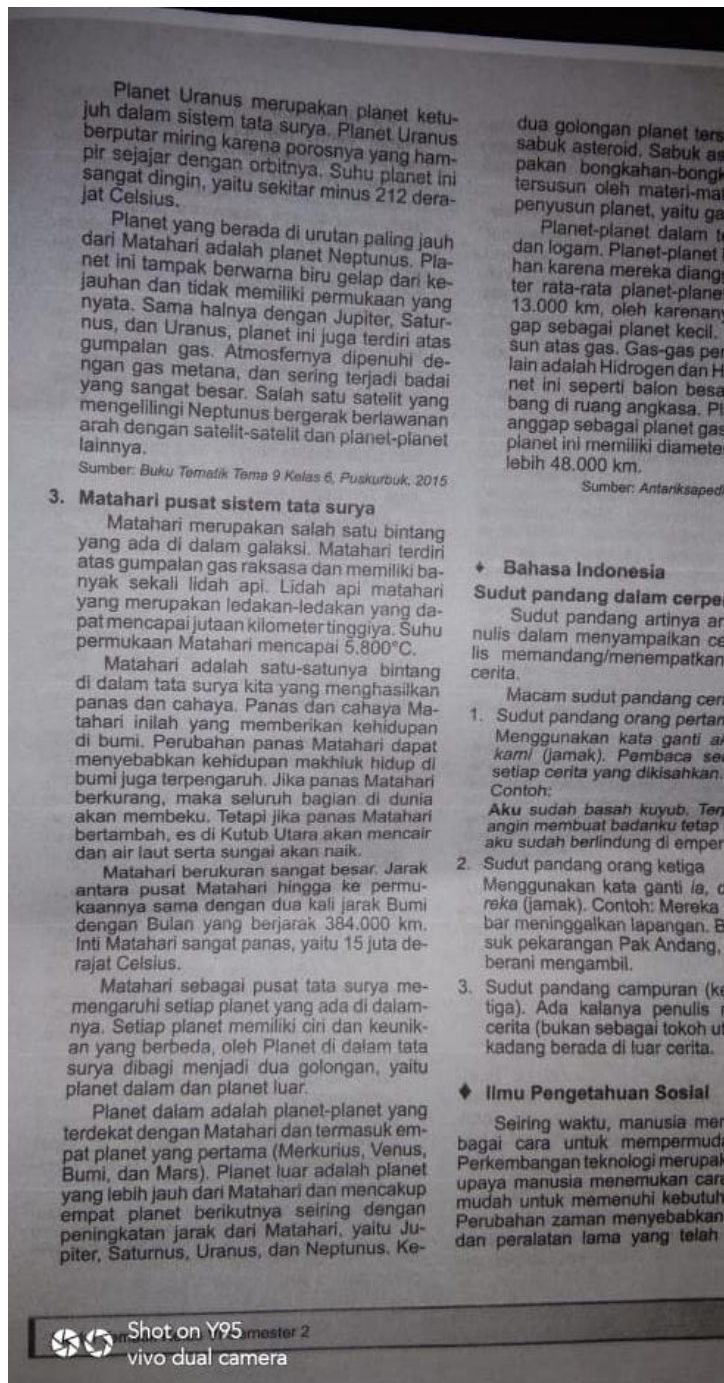 Planet Uranus merupakan planet ketu-
juh dalam sistem tata surya. Planet Uranus
berputar miring karena porosnya yang ham-
pir sejajar dengan orbitnya. Suhu planet ini
sangat dingin, yaitu sekitar minus 212 dera-
jat Celsius.
Planet yang berada di urutan paling jauh
dari Matahari adalah planet Neptunus. Pla-
net ini tampak berwarna biru gelap dari ke-
jauhan dan tidak memiliki permukaan yang
nyata. Sama halnya dengan Jupiter, Satur-
nus, dan Uranus, planet ini juga terdiri atas
gumpalan gas. Atmosfernya dipenuhi de-
ngan gas metana, dan sering terjadi badai
yang sangat besar. Salah satu satelit yang
mengelilingi Neptunus bergerak berlawanan
arah dengan satelit-satelit dan planet-planet
lainnya.
Sumber: Buku Tematik Tema 9 Kelas 6, Puskurbuk, 2015
3. Matahari pusat sistem tata surya
Matahari merupakan salah satu bintang
yang ada di dalam galaksi. Matahari terdiri
atas gumpalan gas raksasa dan memiliki ba-
nyak sekali lidah api. Lidah api matahari
yang merupakan ledakan-ledakan yang da-
pat mencapai jutaan kilometer tinggiya. Suhu
permukaan Matahari mencapai 5.800°C.
Matahari adalah satu-satunya bintang
di dalam tata surya kita yang menghasilkan
panas dan cahaya. Panas dan cahaya Ma-
tahari inilah yang memberikan kehidupan
di bumi. Perubahan panas Matahari dapat
menyebabkan kehidupan makhluk hidup di
bumi juga terpengaruh. Jika panas Matahari
berkurang, maka seluruh bagian di dunia
akan membeku. Tetapi jika panas Matahari
bertambah, es di Kutub Utara akan mencair
dan air laut serta sungai akan naik.
Matahari berukuran sangat besar. Jarak
antara pusat Matahari hingga ke permu-
kaannya sama dengan dua kali jarak Bumi
dengan Bulan yang berjarak 384.000 km.
Inti Matahari sangat panas, yaitu 15 juta de-
rajat Celsius.
Matahari sebagai pusat tata surya me-
mengaruhi setiap planet yang ada di dalam-
nya. Setiap planet memiliki ciri dan keunik-
an yang berbeda, oleh Planet di dalam tata
surya dibagi menjadi dua golongan, yaitu
planet dalam dan planet luar.
Planet dalam adalah planet-planet yang
terdekat dengan Matahari dan termasuk em-
pat planet yang pertama (Merkurius, Venus,
Bumi, dan Mars). Planet luar adalah planet
yang lebih jauh dari Matahari dan mencakup
empat planet berikutnya seiring dengan
peningkatan jarak dari Matahari, yaitu Ju-
piter, Saturnus, Uranus, dan Neptunus. Ke-
dua golongan planet ters
sabuk asteroid. Sabuk as
pakan bongkahan-bongk
tersusun oleh materi-mat
penyusun planet, yaitu ga
Planet-planet dalam t
dan logam. Planet-planet
han karena mereka diang
ter rata-rata planet-plane
13.000 km, oleh karenany
gap sebagai planet kecil.
sun atas gas. Gas-gas pen
lain adalah Hidrogen dan H
net ini seperti balon besa
bang di ruang angkasa. Pl
anggap sebagai planet gas
planet ini memiliki diamete
lebih 48.000 km.
Sumber: Antariksapedi
♦ Bahasa Indonesia
Sudut pandang dalam cerpe
Sudut pandang artinya ar
nulis dalam menyampaikan ce
lis memandang/menempatkan
cerita.
Macam sudut pandang ceri
1. Sudut pandang orang pertam
Menggunakan kata ganti ak
kami (jamak). Pembaca sec
setiap cerita yang dikisahkan.
Contoh:
Aku sudah basah kuyub. Ter
angin membuat badanku tetap
aku sudah berlindung di emper
2. Sudut pandang orang ketiga
Menggunakan kata ganti ia, d
reka (jamak). Contoh: Mereka
bar meninggalkan lapangan. B
suk pekarangan Pak Andang,
berani mengambil.
3. Sudut pandang campuran (ke
tiga). Ada kalanya penulis
cerita (bukan sebagai tokoh ut
kadang berada di luar cerita.
♦ Ilmu Pengetahuan Sosial
Seiring waktu, manusia mer
bagai cara untuk mempermuda
Perkembangan teknologi merupak
upaya manusia menemukan cara
mudah untuk memenuhi kebutuh
Perubahan zaman menyebabkan
dan peralatan lama yang telah
Semester 2
Shot on Y95
vivo dual camera